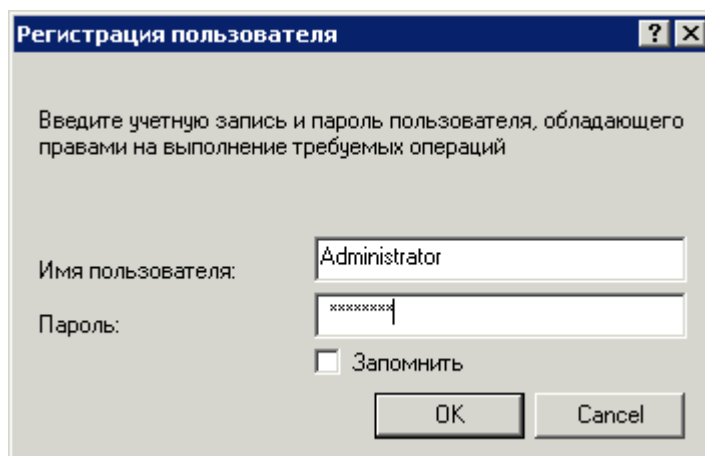 Регистрация пользователя
Введите учетную запись и пароль пользователя, обладающего
правами на выполнение требуемых операций
Имя пользователя: Administrator
Пароль: ********
Запомнить
OK Cancel